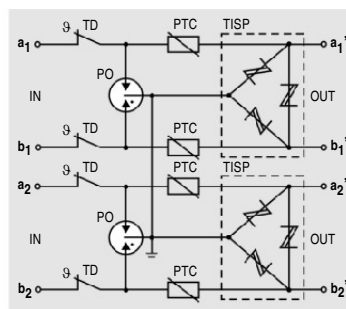 ϑ TD PTC TISP
a₁ a₁'
PO
IN OUT
ϑ TD PTC
b₁ b₁'
ϑ TD PTC TISP
a₂ a₂'
PO
IN OUT
ϑ TD PTC
b₂ b₂'